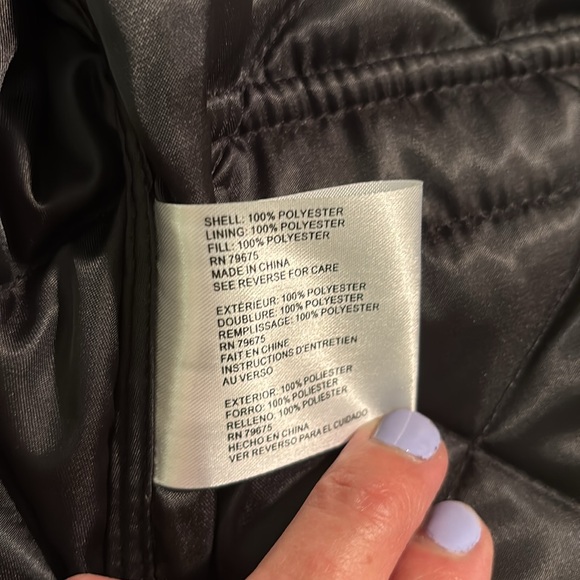 SHELL: 100% POLYESTER
LINING: 100% POLYESTER
FILL: 100% POLYESTER
RN 79675
MADE IN CHINA
SEE REVERSE FOR CARE
EXTÉRIEUR: 100% POLYESTER
DOUBLURE: 100% POLYESTER
REMPLISSAGE: 100% POLYESTER
RN 79675
FAIT EN CHINE
INSTRUCTIONS D'ENTRETIEN
AU VERSO
EXTERIOR: 100% POLIESTER
FORRO: 100% POLIESTER
RELLENO: 100% POLIESTER
RN 79675
HECHO EN CHINA
VER REVERSO PARA EL CUIDADO